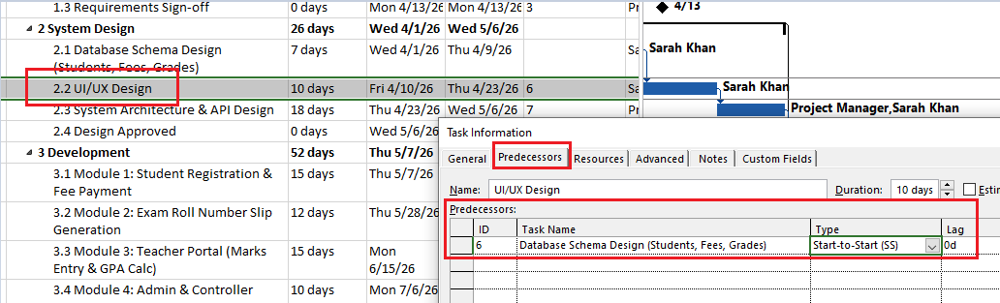 1.3 Requirements Sign-off 0 days Mon 4/13/26 Mon 4/13/26 3 4/13
2 System Design 26 days Wed 4/1/26 Wed 5/6/26
2.1 Database Schema Design 7 days Wed 4/1/26 Thu 4/9/26 Sa Sarah Khan
(Students, Fees, Grades)
2.2 UI/UX Design 10 days Fri 4/10/26 Thu 4/23/26 6 Sa Sarah Khan
2.3 System Architecture & API Design 18 days Thu 4/23/26 Wed 5/6/26 7 Project Manager,Sarah Khan
2.4 Design Approved 0 days Wed 5/6/26
3 Development 52 days Thu 5/7/26
3.1 Module 1: Student Registration & 15 days Thu 5/7/26
Fee Payment
3.2 Module 2: Exam Roll Number Slip 12 days Thu 5/28/26
Generation
3.3 Module 3: Teacher Portal (Marks 15 days Mon
Entry & GPA Calc) 6/15/26
3.4 Module 4: Admin & Controller 10 days Mon 7/6/26
Task Information
General Predecessors Resources Advanced Notes Custom Fields
Name: UI/UX Design Duration: 10 days Estin
Predecessors:
ID Task Name Type Lag
6 Database Schema Design (Students, Fees, Grades) Start-to-Start (SS) 0d